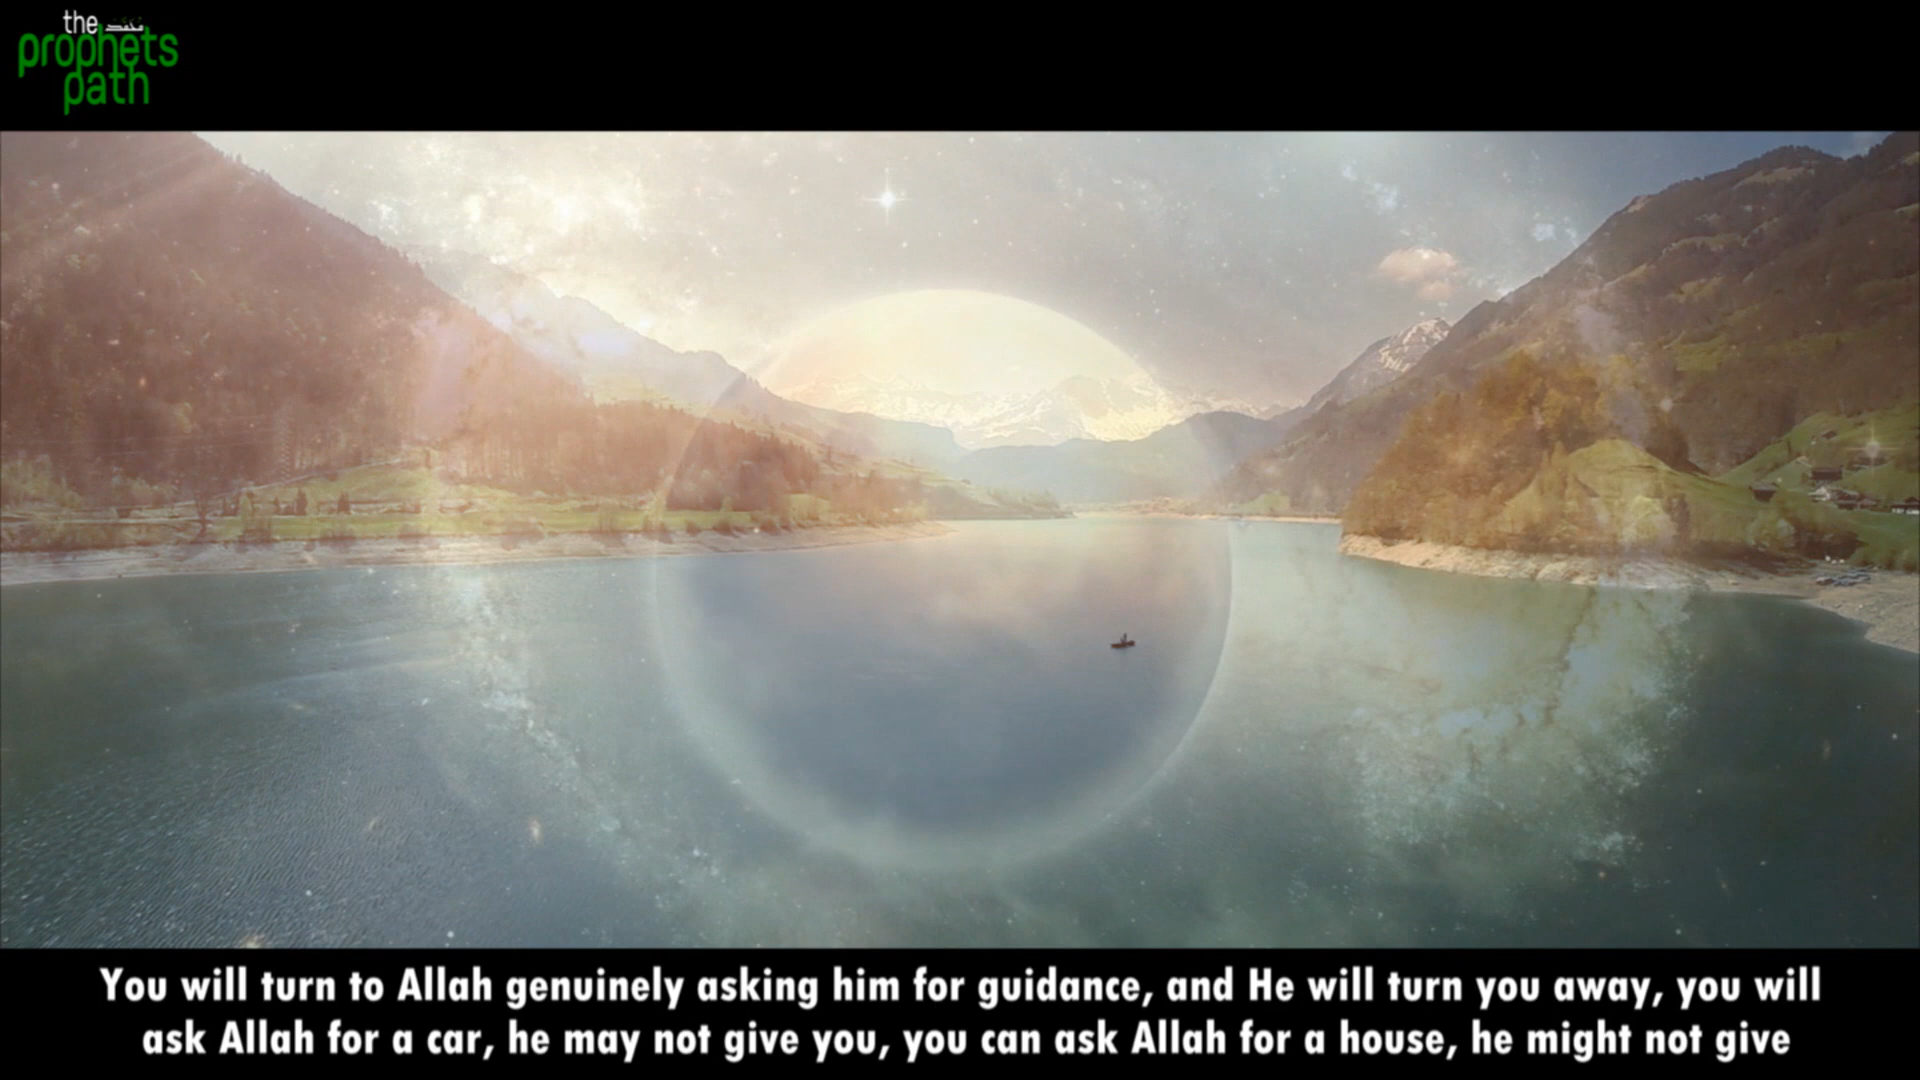 the محمد
prophets
path
You will turn to Allah genuinely asking him for guidance, and He will turn you away, you will
ask Allah for a car, he may not give you, you can ask Allah for a house, he might not give